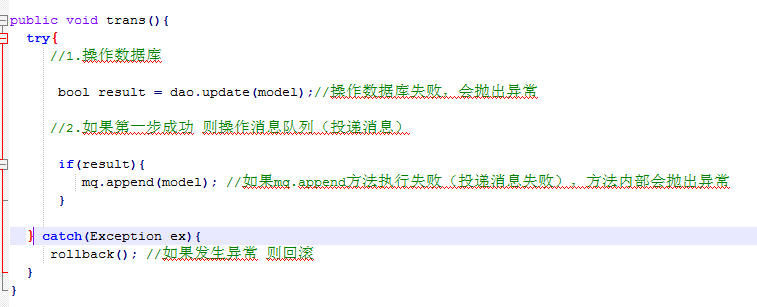 public void trans(){
try{
//1.操作数据库
bool result = dao.update(model);//操作数据库失败，会抛出异常
//2.如果第一步成功 则操作消息队列（投递消息）
if(result){
mq.append(model); //如果mq.append方法执行失败（投递消息失败），方法内部会抛出异常
}
} catch(Exception ex){
rollback(); //如果发生异常 则回滚
}
}